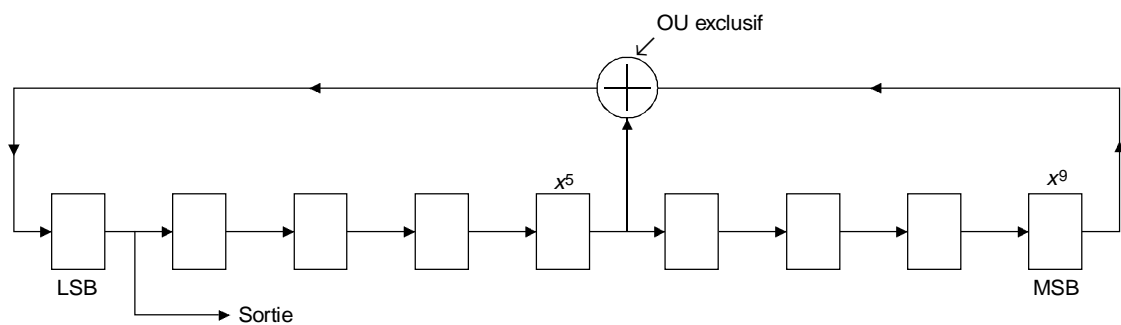 OU exclusif
x⁵
x⁹
LSB
MSB
Sortie